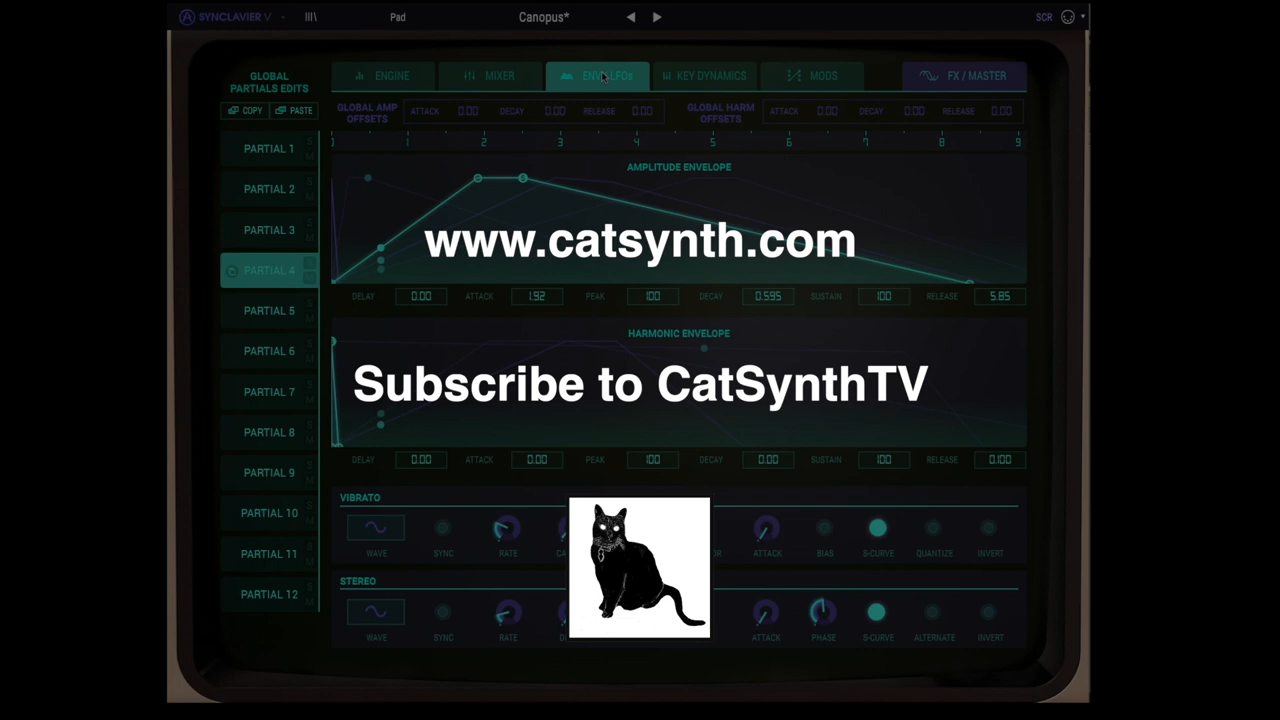 SYNCLAVIER V
Pad
Canopus*
SCR
GLOBAL
PARTIALS EDITS
COPY
PASTE
ENGINE
MIXER
KEY DYNAMICS
MODS
FX / MASTER
GLOBAL AMP
OFFSETS
ATTACK 0.00 DECAY 0.00 RELEASE 0.00
GLOBAL HARM
OFFSETS
ATTACK 0.00 DECAY 0.00 RELEASE 0.00
1 2 3 4 5 6 7 8 9
PARTIAL 1
PARTIAL 2
PARTIAL 3
PARTIAL 4
PARTIAL 5
PARTIAL 6
PARTIAL 7
PARTIAL 8
PARTIAL 9
PARTIAL 10
PARTIAL 11
PARTIAL 12
AMPLITUDE ENVELOPE
www.catsynth.com
DELAY 0.00 ATTACK 1.92 PEAK 100 DECAY 0.595 SUSTAIN 100 RELEASE 5.85
HARMONIC ENVELOPE
Subscribe to CatSynthTV
DELAY 0.00 ATTACK 0.00 PEAK 100 DECAY 0.00 SUSTAIN 100 RELEASE 0.100
VIBRATO
WAVE SYNC RATE ATTACK BIAS S-CURVE QUANTIZE INVERT
STEREO
WAVE SYNC RATE ATTACK PHASE S-CURVE ALTERNATE INVERT